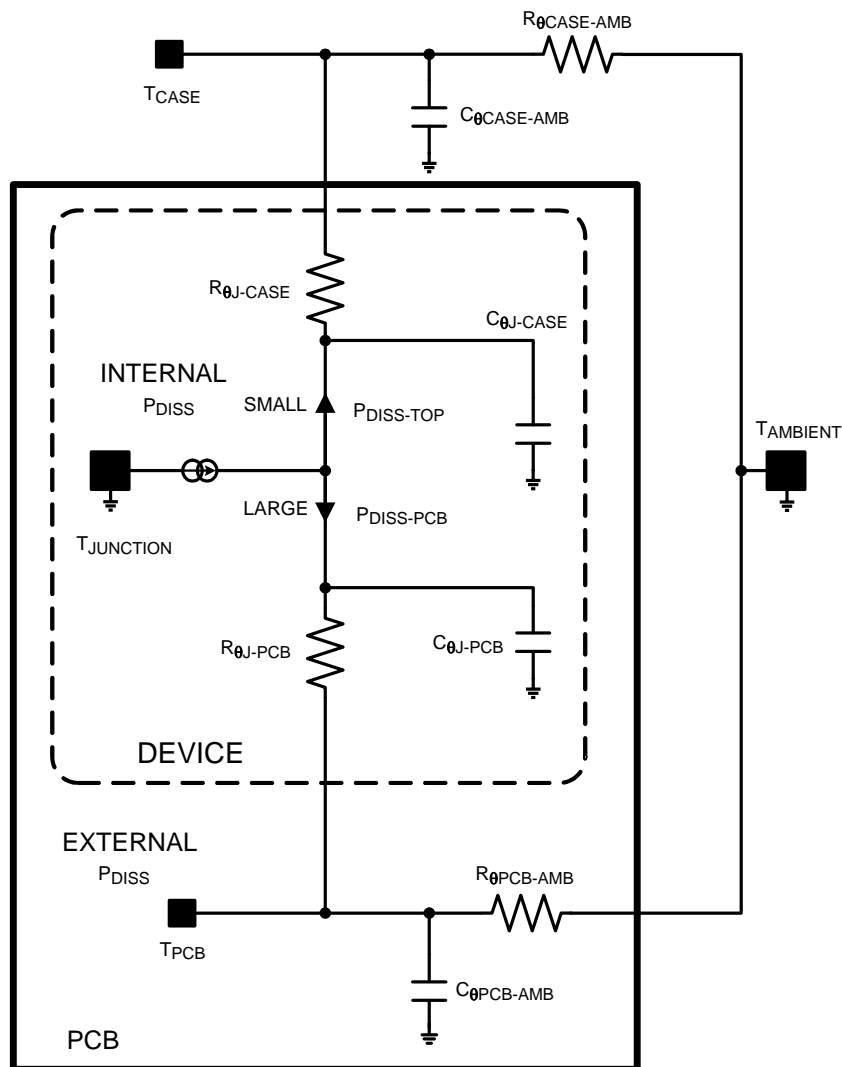 RθCASE-AMB
TCASE
CθCASE-AMB
RθJ-CASE
CθJ-CASE
INTERNAL
PDISS
SMALL
PDISS-TOP
TAMBIENT
LARGE
PDISS-PCB
TJUNCTION
RθJ-PCB
CθJ-PCB
DEVICE
EXTERNAL
PDISS
RθPCB-AMB
TPCB
CθPCB-AMB
PCB